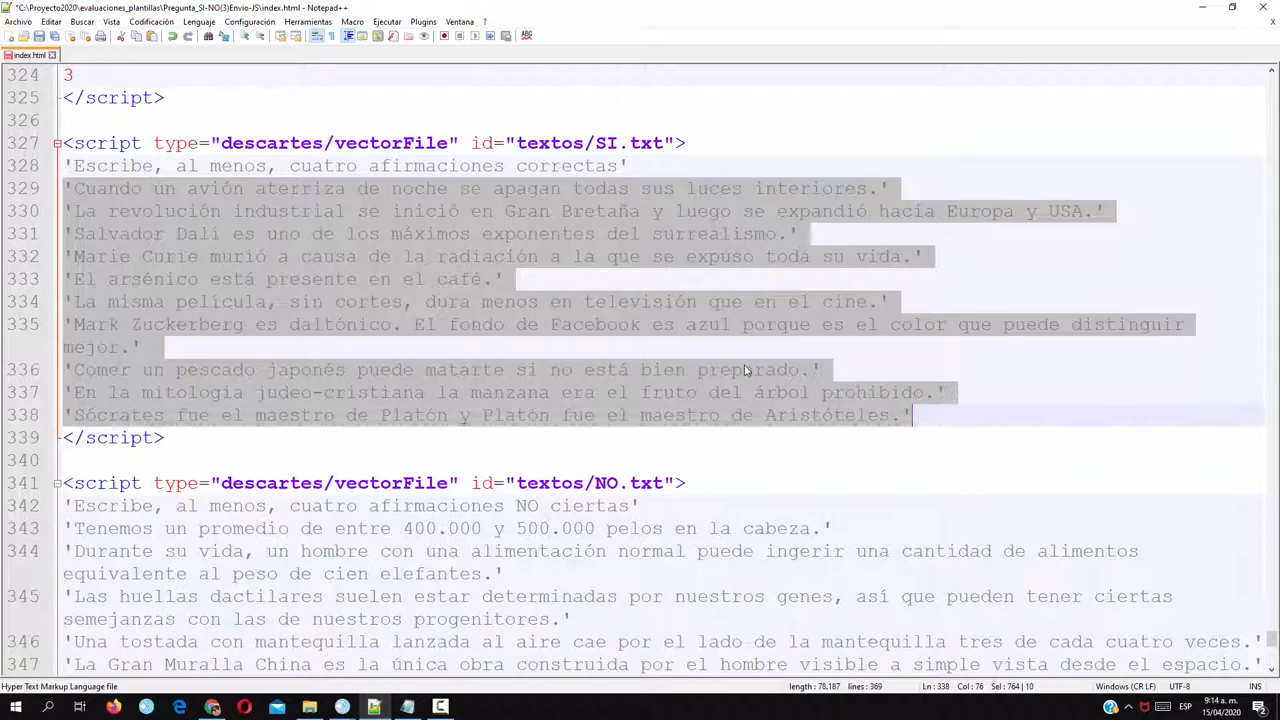 *C:\Proyecto2020\evaluaciones_plantillas\Pregunta_SI-NO(3)Envio-JS\index.html - Notepad++
Archivo Editar Buscar Vista Codificación Lenguaje Configuración Herramientas Macro Ejecutar Plugins Ventana ?
index.html
324 3
325 </script>
326
327 <script type="descartes/vectorFile" id="textos/SI.txt">
328 'Escribe, al menos, cuatro afirmaciones correctas'
329 'Cuando un avión aterriza de noche se apagan todas sus luces interiores.'
330 'La revolución industrial se inició en Gran Bretaña y luego se expandió hacia Europa y USA.'
331 'Salvador Dalí es uno de los máximos exponentes del surrealismo.'
332 'Marie Curie murió a causa de la radiación a la que se expuso toda su vida.'
333 'El arsénico está presente en el café.'
334 'La misma película, sin cortes, dura menos en televisión que en el cine.'
335 'Mark Zuckerberg es daltónico. El fondo de Facebook es azul porque es el color que puede distinguir
mejor.'
336 'Comer un pescado japonés puede matarte si no está bien preparado.'
337 'En la mitología judeo-cristiana la manzana era el fruto del árbol prohibido.'
338 'Sócrates fue el maestro de Platón y Platón fue el maestro de Aristóteles.'
339 </script>
340
341 <script type="descartes/vectorFile" id="textos/NO.txt">
342 'Escribe, al menos, cuatro afirmaciones NO ciertas'
343 'Tenemos un promedio de entre 400.000 y 500.000 pelos en la cabeza.'
344 'Durante su vida, un hombre con una alimentación normal puede ingerir una cantidad de alimentos
equivalente al peso de cien elefantes.'
345 'Las huellas dactilares suelen estar determinadas por nuestros genes, así que pueden tener ciertas
semejanzas con las de nuestros progenitores.'
346 'Una tostada con mantequilla lanzada al aire cae por el lado de la mantequilla tres de cada cuatro veces.'
347 'La Gran Muralla China es la única obra construida por el hombre visible a simple vista desde el espacio.'
Hyper Text Markup Language file length: 78.187 lines: 369 Ln: 338 Col: 76 Sel: 764 | 10 Windows (CR LF) UTF-8 INS
ESP 9:14 a. m.
15/04/2020